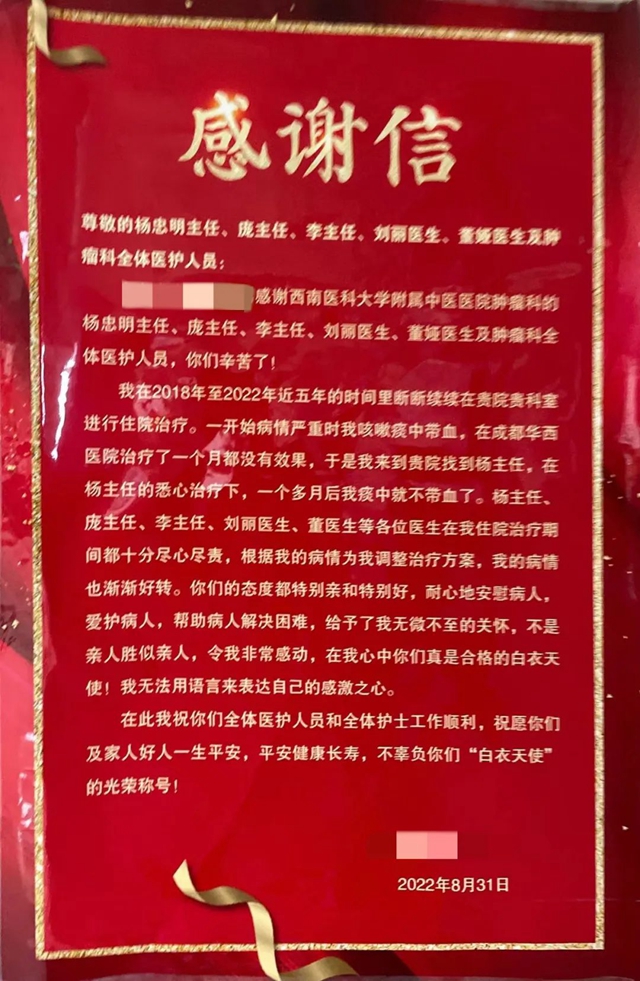 感谢信
尊敬的杨忠明主任、庞主任、李主任、刘丽医生、董娅医生及肿
瘤科全体医护人员：
感谢西南医科大学附属中医医院肿瘤科的
杨忠明主任、庞主任、李主任、刘丽医生、董娅医生及肿瘤科全
体医护人员，你们辛苦了！
我在2018年至2022年近五年的时间里断断续续在贵院贵科室
进行住院治疗。一开始病情严重时我咳嗽痰中带血，在成都华西
医院治疗了一个月都没有效果，于是我来到贵院找到杨主任，在
杨主任的悉心治疗下，一个多月后我痰中就不带血了。杨主任、
庞主任、李主任、刘丽医生、董医生等各位医生在我住院治疗期
间都十分尽心尽责，根据我的病情为我调整治疗方案，我的病情
也渐渐好转。你们的态度都特别亲和特别好，耐心地安慰病人，
爱护病人，帮助病人解决困难，给予了我无微不至的关怀，不是
亲人胜似亲人，令我非常感动，在我心中你们真是合格的白衣天
使！我无法用语言来表达自己的感激之心。
在此我祝你们全体医护人员和全体护士工作顺利，祝愿你们
及家人好人一生平安，平安健康长寿，不辜负你们“白衣天使”
的光荣称号！
2022年8月31日